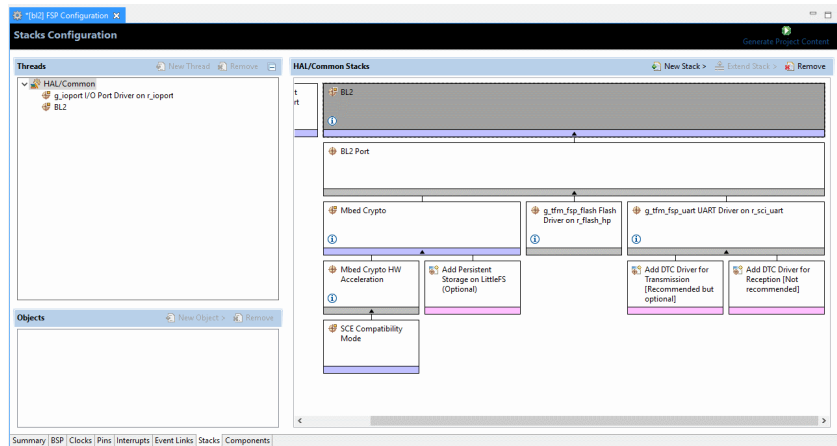 *[bl2] FSP Configuration
Stacks Configuration
Generate Project Content
Threads
New Thread
Remove
HAL/Common
g_ioport I/O Port Driver on r_ioport
BL2
Objects
New Object >
Remove
HAL/Common Stacks
New Stack >
Extend Stack >
Remove
t
rt
BL2
BL2 Port
Mbed Crypto
g_tfm_fsp_flash Flash
Driver on r_flash_hp
g_tfm_fsp_uart UART Driver on r_sci_uart
Mbed Crypto HW
Acceleration
Add Persistent
Storage on LittleFS
(Optional)
Add DTC Driver for
Transmission
[Recommended but
optional]
Add DTC Driver for
Reception [Not
recommended]
SCE Compatibility
Mode
Summary BSP Clocks Pins Interrupts Event Links Stacks Components